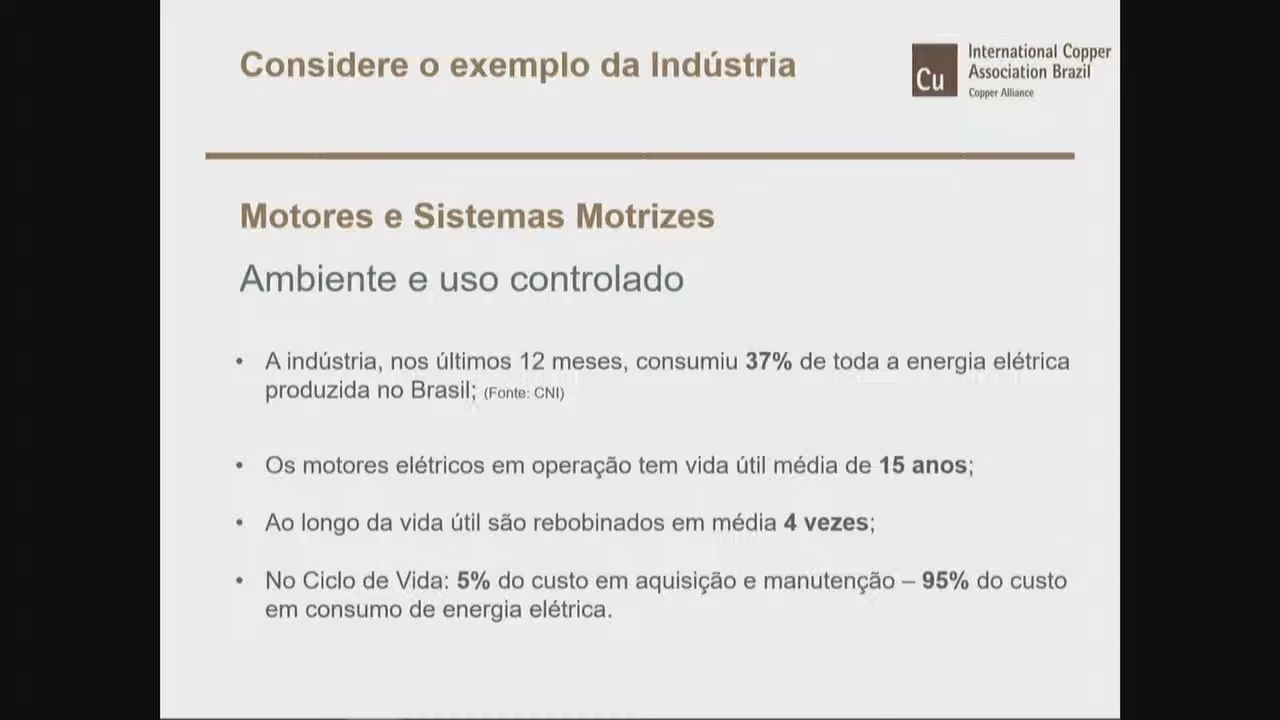 Considere o exemplo da Indústria
Cu
International Copper
Association Brazil
Copper Alliance
Motores e Sistemas Motrizes
Ambiente e uso controlado
• A indústria, nos últimos 12 meses, consumiu 37% de toda a energia elétrica
produzida no Brasil; (Fonte: CNI)
• Os motores elétricos em operação tem vida útil média de 15 anos;
• Ao longo da vida útil são rebobinados em média 4 vezes;
• No Ciclo de Vida: 5% do custo em aquisição e manutenção – 95% do custo
em consumo de energia elétrica.